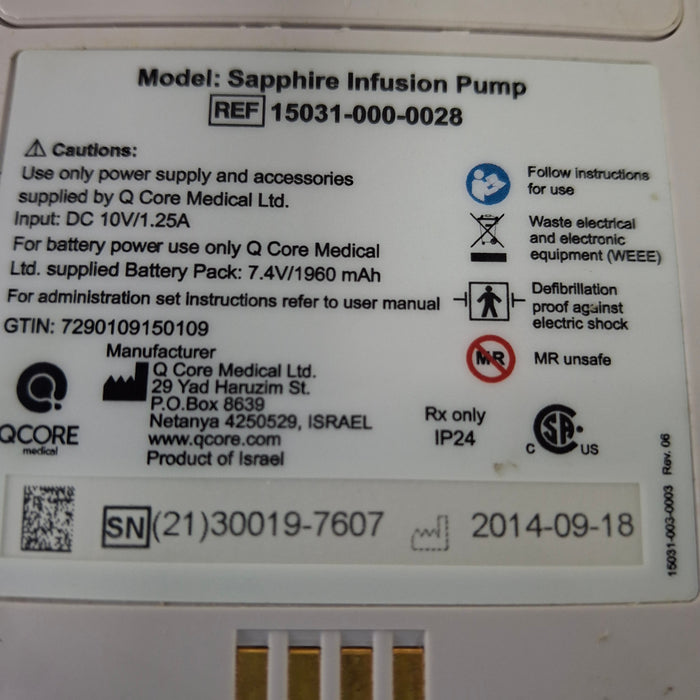 Model: Sapphire Infusion Pump
REF 15031-000-0028
Cautions:
Use only power supply and accessories
supplied by Q Core Medical Ltd.
Input: DC 10V/1.25A
For battery power use only Q Core Medical
Ltd. supplied Battery Pack: 7.4V/1960 mAh
For administration set Instructions refer to user manual
GTIN: 7290109150109
Follow instructions
for use
Waste electrical
and electronic
equipment (WEEE)
Defibrillation
proof against
electric shock
MR
MR unsafe
QCORE
medical
Manufacturer
Q Core Medical Ltd.
29 Yad Haruzim St.
P.O.Box 8639
Netanya 4250529, ISRAEL
www.qcore.com
Product of Israel
Rx only
IP24
C SA US
SN (21)30019-7607
2014-09-18
15031-003-0003 Rev. 06